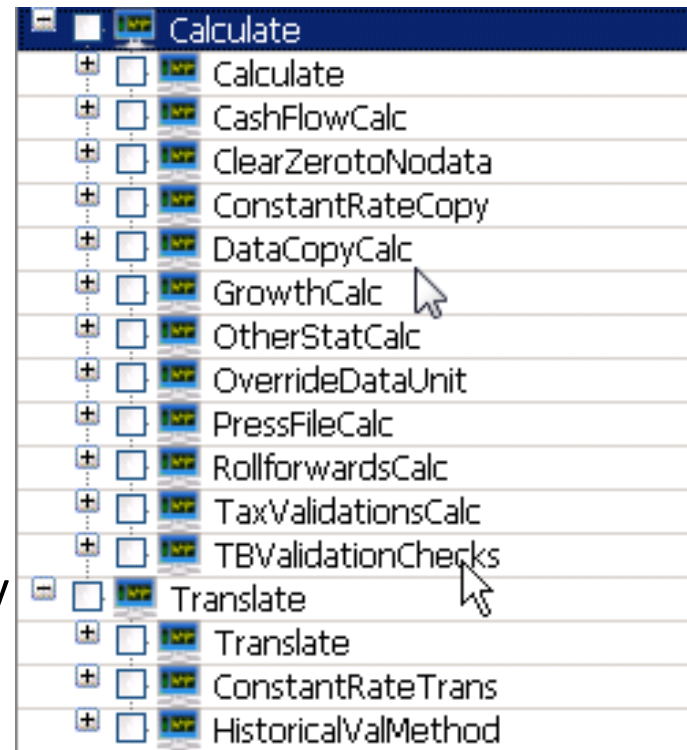 Calculate
Calculate
CashFlowCalc
ClearZerotoNodata
ConstantRateCopy
DataCopyCalc
GrowthCalc
OtherStatCalc
OverrideDataUnit
PressFileCalc
RollforwardsCalc
TaxValidationsCalc
TBValidationChecks
Translate
Translate
ConstantRateTrans
HistoricalValMethod